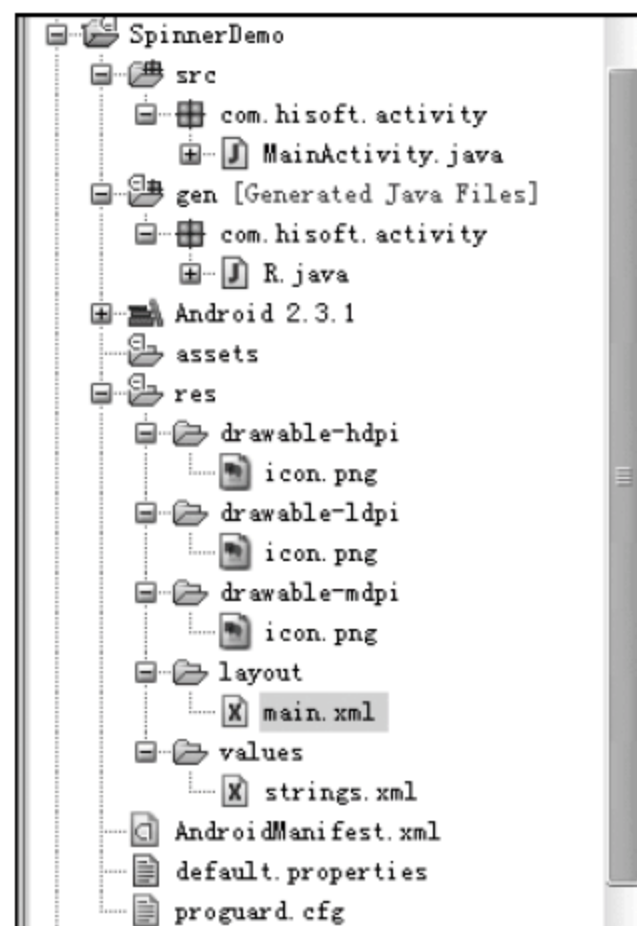 SpinnerDemo
src
com.hisoft.activity
MainActivity.java
gen [Generated Java Files]
com.hisoft.activity
R.java
Android 2.3.1
assets
res
drawable-hdpi
icon.png
drawable-ldpi
icon.png
drawable-mdpi
icon.png
layout
main.xml
values
strings.xml
AndroidManifest.xml
default.properties
proguard.cfg